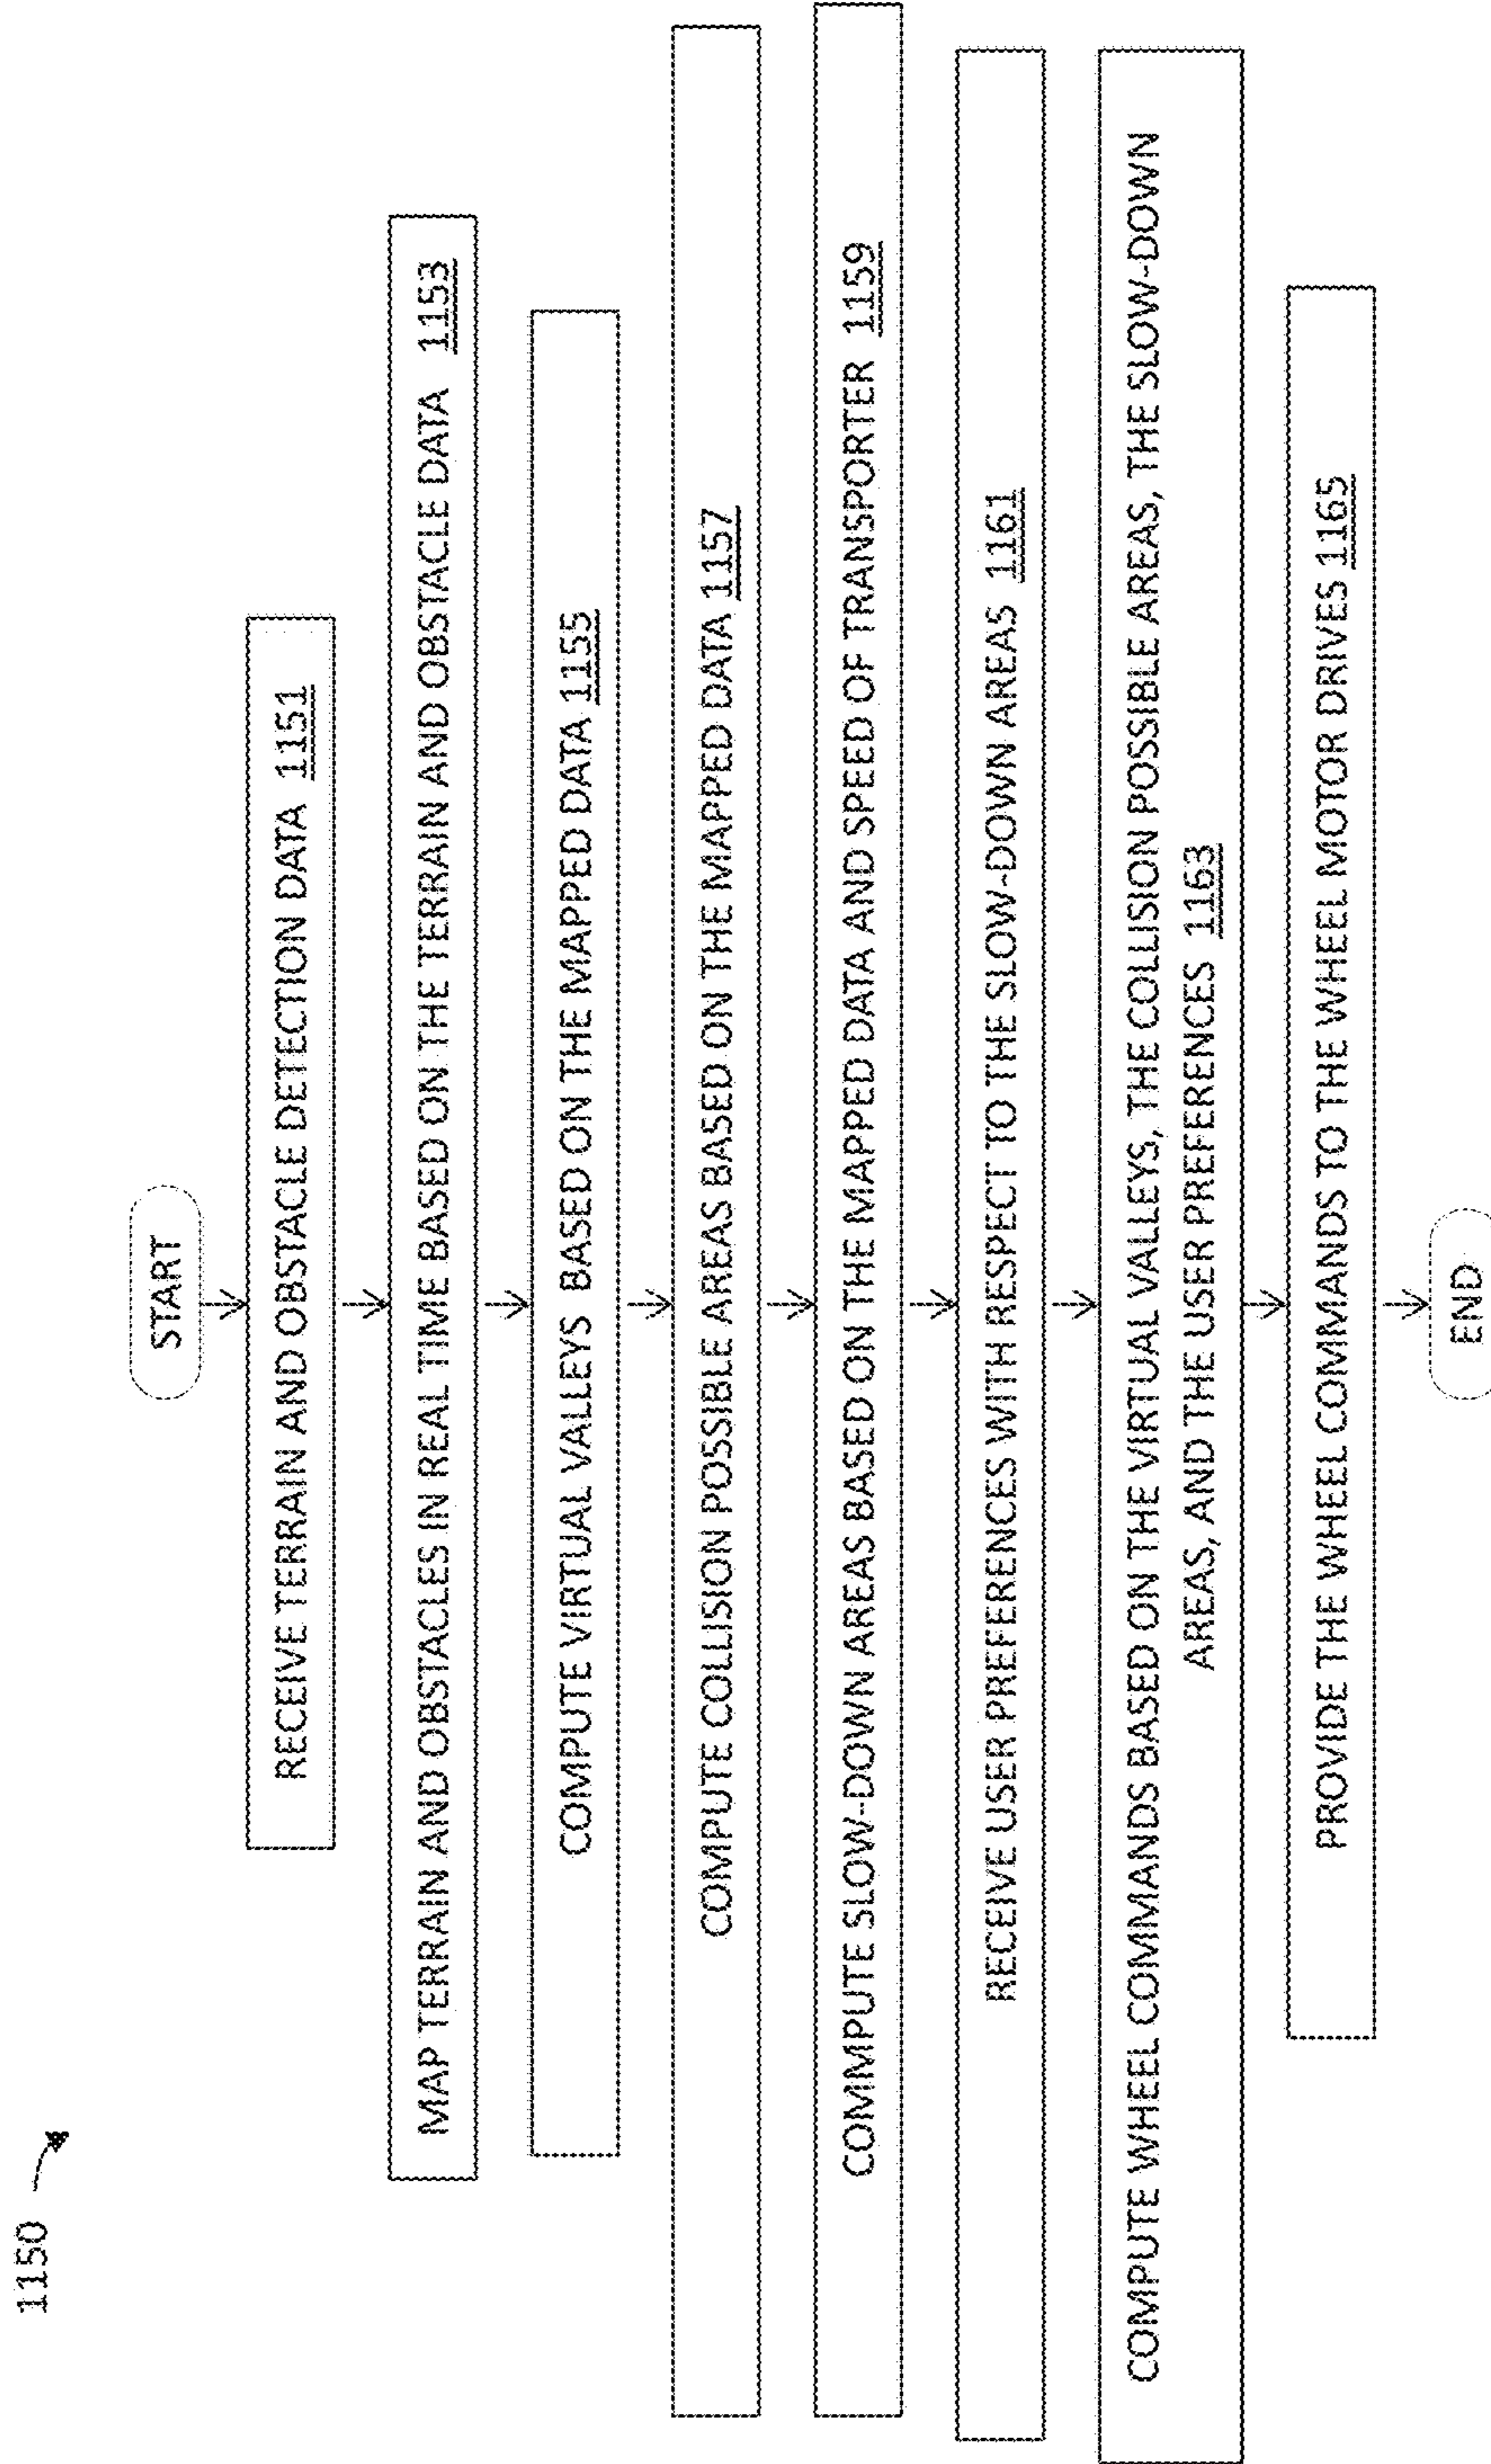 1150
START
RECEIVE TERRAIN AND OBSTACLE DETECTION DATA 1151
MAP TERRAIN AND OBSTACLES IN REAL TIME BASED ON THE TERRAIN AND OBSTACLE DATA 1153
COMPUTE VIRTUAL VALLEYS BASED ON THE MAPPED DATA 1155
COMPUTE COLLISION POSSIBLE AREAS BASED ON THE MAPPED DATA 1157
COMMPUTE SLOW-DOWN AREAS BASED ON THE MAPPED DATA AND SPEED OF TRANSPORTER 1159
RECEIVE USER PREFERENCES WITH RESPECT TO THE SLOW-DOWN AREAS 1161
COMPUTE WHEEL COMMANDS BASED ON THE VIRTUAL VALLEYS, THE COLLISION POSSIBLE AREAS, THE SLOW-DOWN
AREAS, AND THE USER PREFERENCES 1163
PROVIDE THE WHEEL COMMANDS TO THE WHEEL MOTOR DRIVES 1165
END